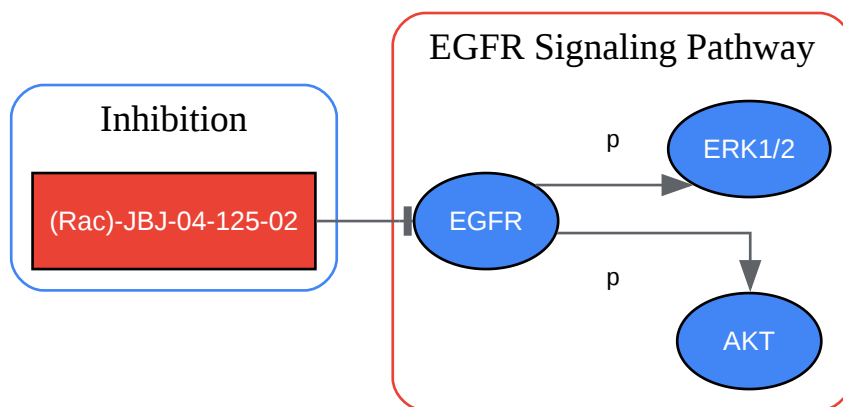 EGFR Signaling Pathway
Inhibition
p
ERK1/2
(Rac)-JBJ-04-125-02
EGFR
p
AKT